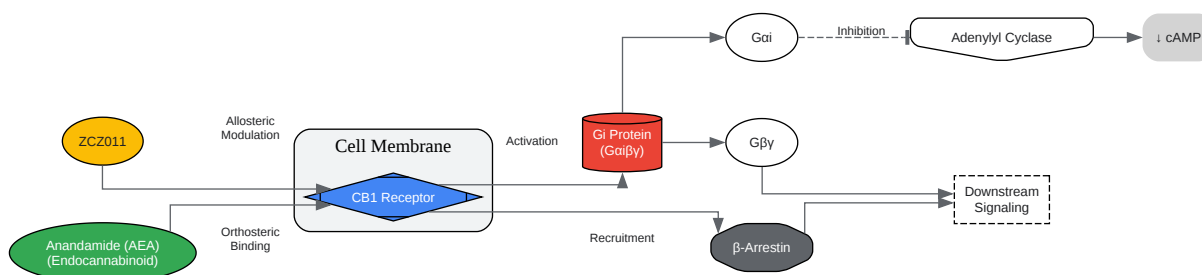 Gαi
Inhibition
Adenylyl Cyclase
↓ cAMP
ZCZ011
Allosteric
Modulation
Cell Membrane
Activation
Gi Protein
(Gαiβγ)
Gβγ
CB1 Receptor
Downstream
Signaling
Anandamide (AEA)
(Endocannabinoid)
Orthosteric
Binding
Recruitment
β-Arrestin